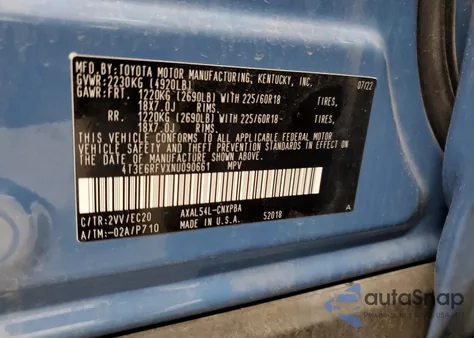 MFD.BY:TOYOTA MOTOR MANUFACTURING, KENTUCKY, INC. 07/22
GVWR: 2230KG (4920LB)
GAWR:FRT. 1220KG (2690LB) WITH 225/60R18 TIRES,
18X7.0J RIMS.
RR. 1220KG (2690LB) WITH 225/60R18 TIRES,
18X7.0J RIMS.
THIS VEHICLE CONFORMS TO ALL APPLICABLE FEDERAL MOTOR
VEHICLE SAFETY AND THEFT PREVENTION STANDARDS IN EFFECT ON THE
DATE OF MANUFACTURE SHOWN ABOVE.
4T3E6RFVXNU090661 MPV
C/TR:2VV/EC20 AXAL54L-CNXPBA S2018 A
A/TM:-02A/P710 MADE IN U.S.A.
autoSnap